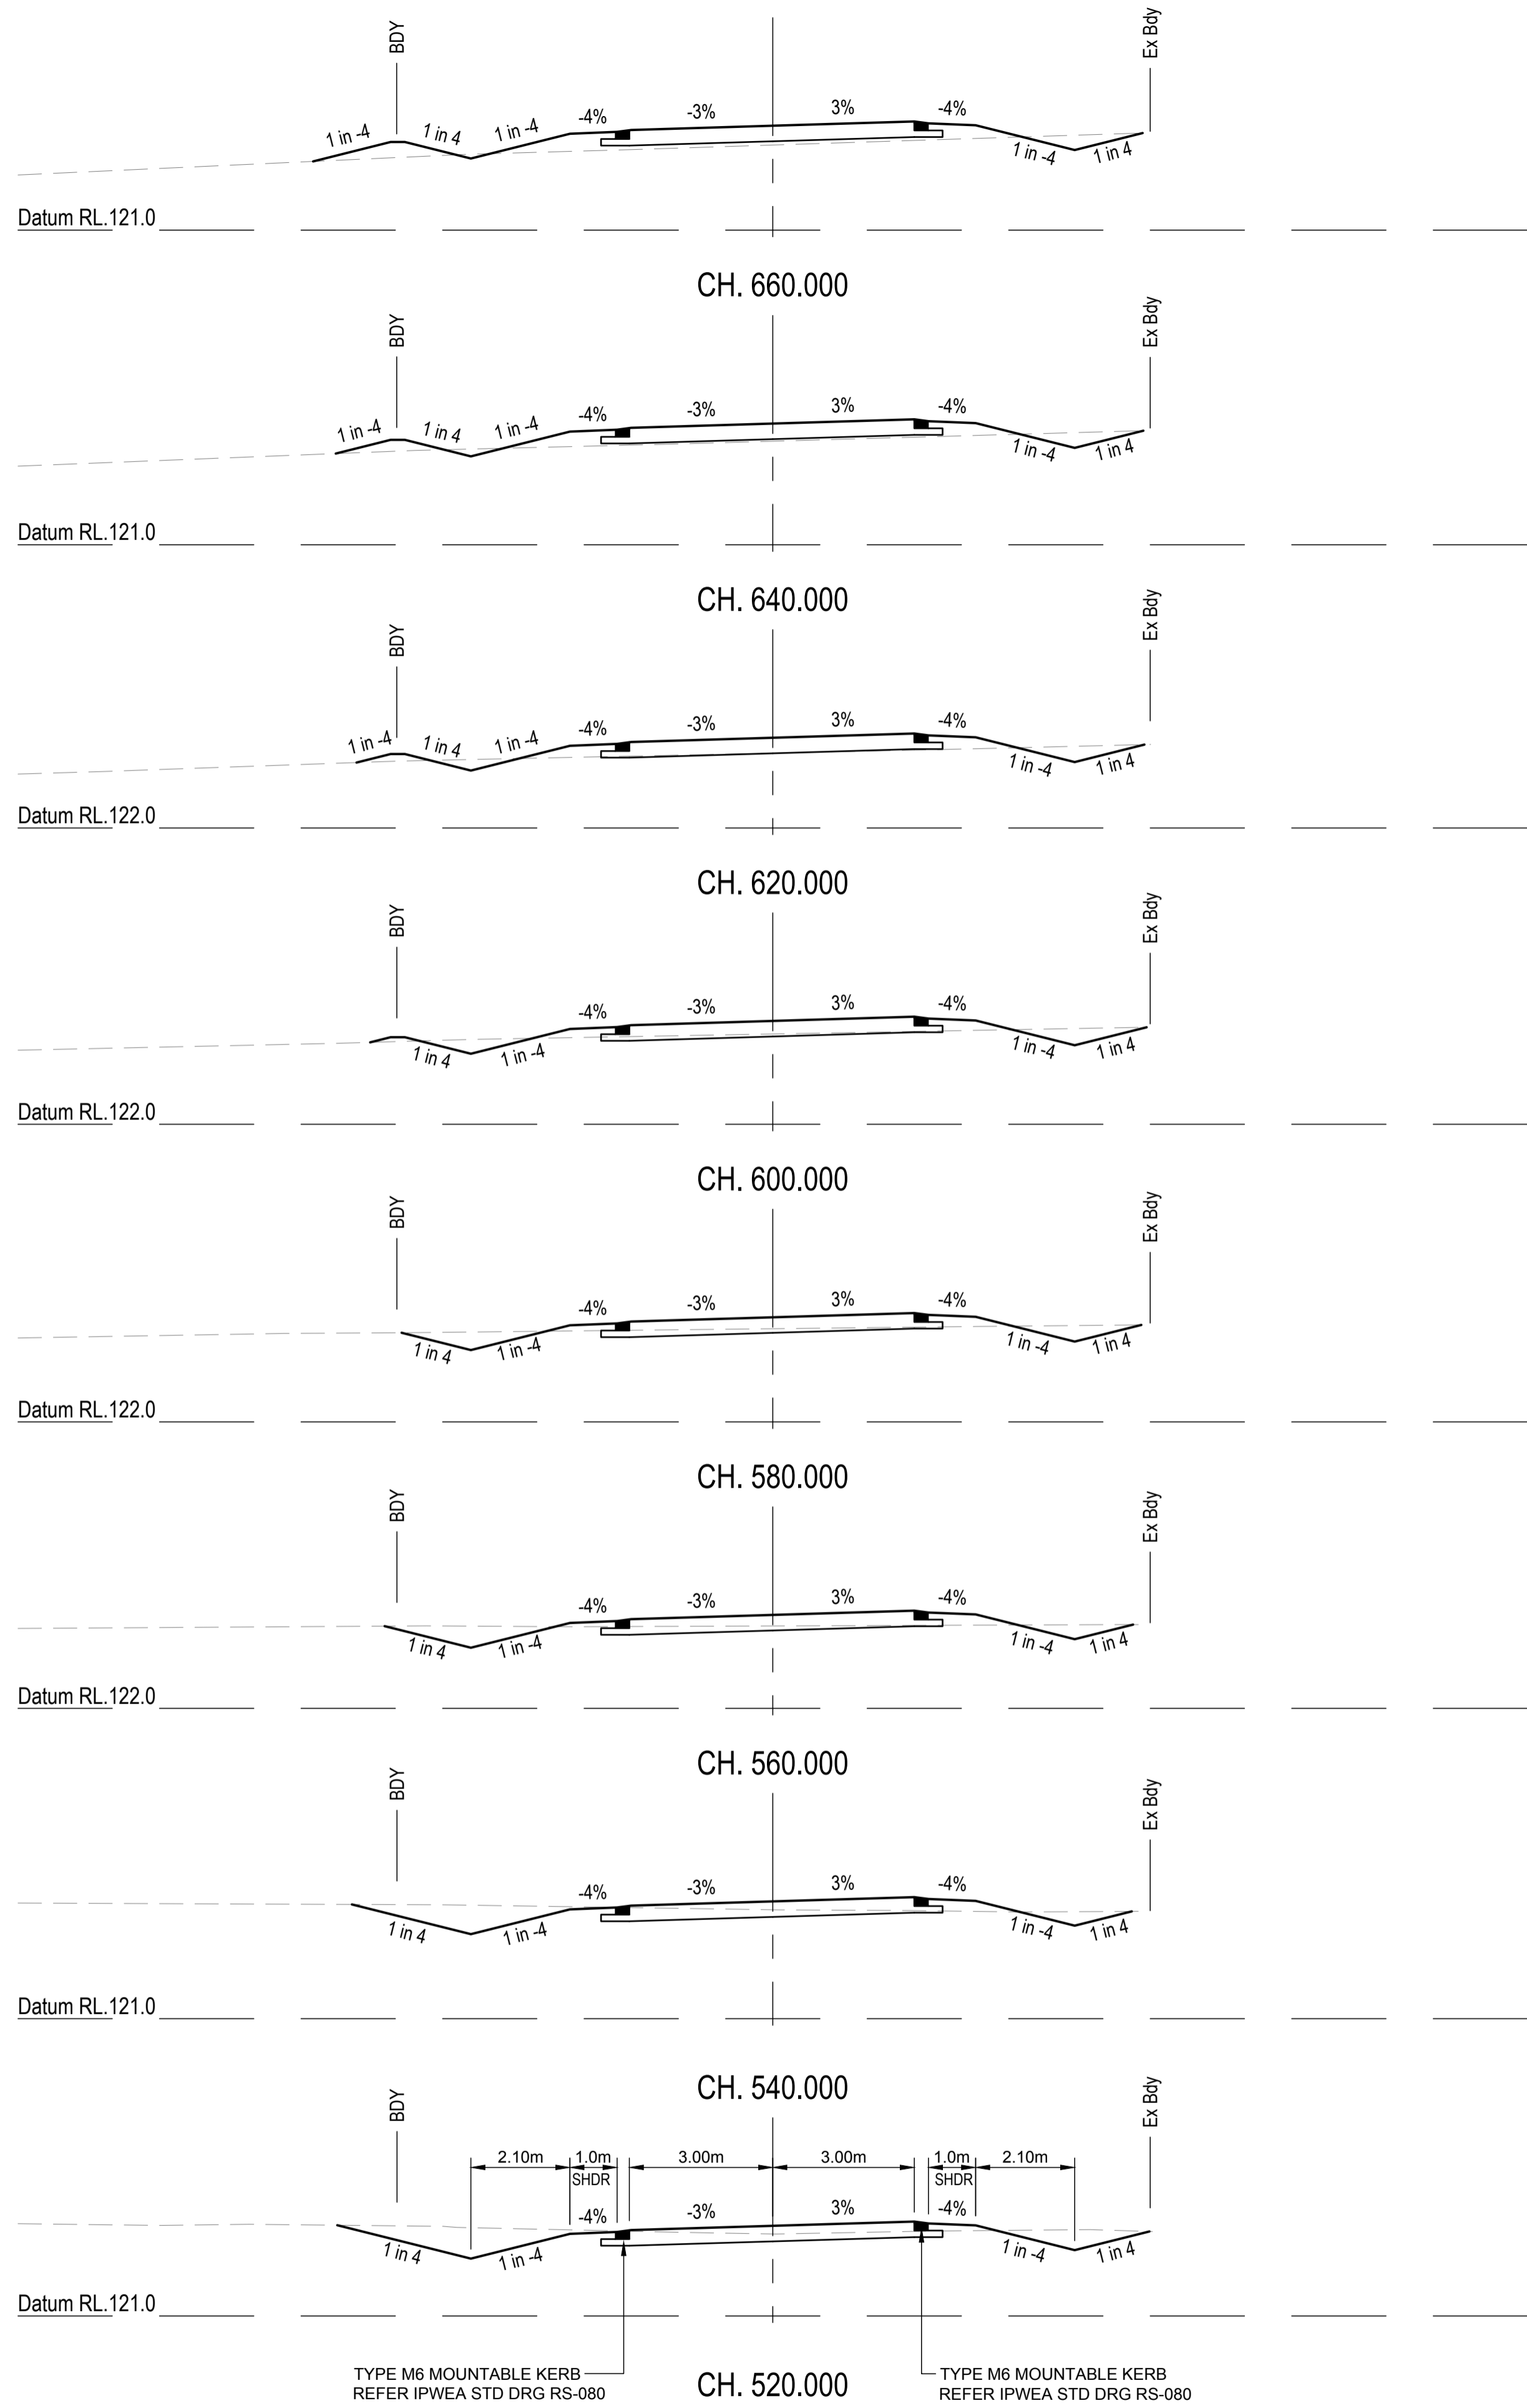 BDY
Ex Bdy
1 in -4
1 in 4
1 in -4
-4%
-3%
3%
-4%
1 in -4
1 in 4
Datum RL.121.0
CH. 660.000
BDY
Ex Bdy
1 in -4
1 in 4
1 in -4
-4%
-3%
3%
-4%
1 in -4
1 in 4
Datum RL.121.0
CH. 640.000
BDY
Ex Bdy
1 in -4
1 in 4
1 in -4
-4%
-3%
3%
-4%
1 in -4
1 in 4
Datum RL.122.0
CH. 620.000
BDY
Ex Bdy
1 in 4
1 in -4
-4%
-3%
3%
-4%
1 in -4
1 in 4
Datum RL.122.0
CH. 600.000
BDY
Ex Bdy
1 in 4
1 in -4
-4%
-3%
3%
-4%
1 in -4
1 in 4
Datum RL.122.0
CH. 580.000
BDY
Ex Bdy
1 in 4
1 in -4
-4%
-3%
3%
-4%
1 in -4
1 in 4
Datum RL.122.0
CH. 560.000
BDY
Ex Bdy
1 in 4
1 in -4
-4%
-3%
3%
-4%
1 in -4
1 in 4
Datum RL.121.0
CH. 540.000
BDY
Ex Bdy
2.10m
1.0m
SHDR
3.00m
3.00m
1.0m
SHDR
2.10m
1 in 4
1 in -4
-4%
-3%
3%
-4%
1 in -4
1 in 4
Datum RL.121.0
TYPE M6 MOUNTABLE KERB
REFER IPWEA STD DRG RS-080
CH. 520.000
TYPE M6 MOUNTABLE KERB
REFER IPWEA STD DRG RS-080